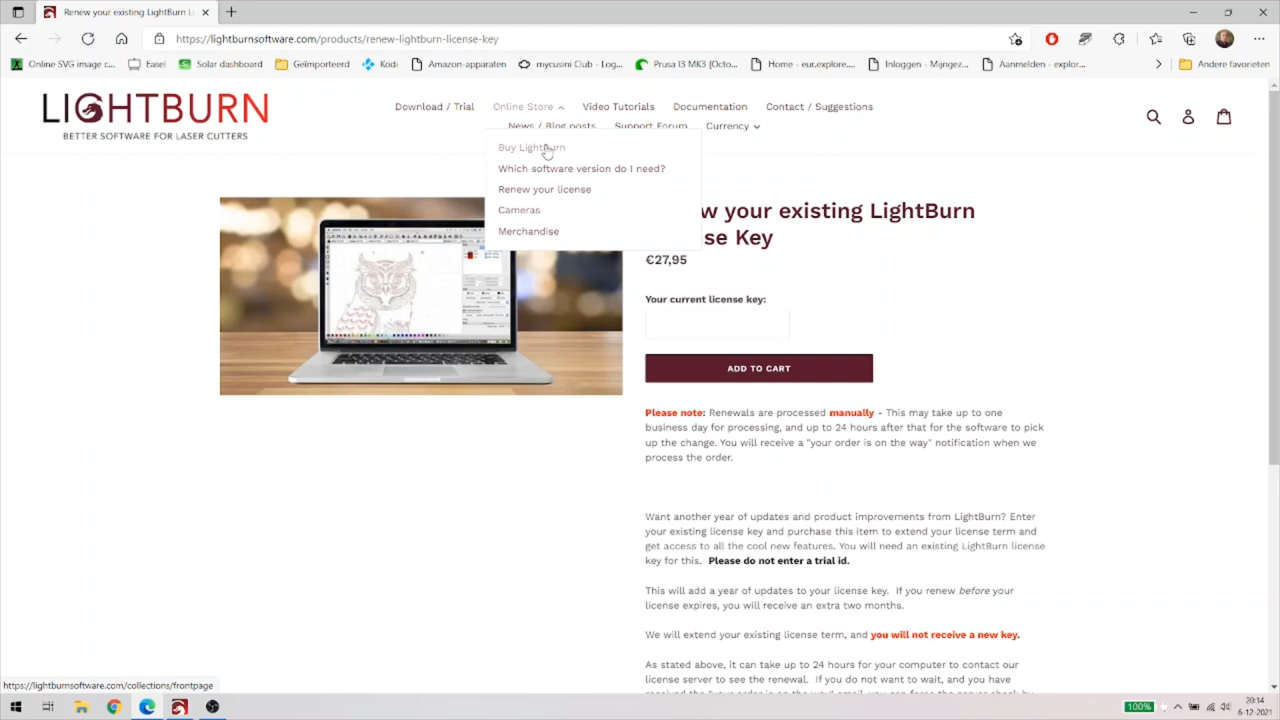 Renew your existing LightBurn L
https://lightburnsoftware.com/products/renew-lightburn-license-key
Online SVG image c...
Easel
Solar dashboard
Geïmporteerd
Kodi
Amazon-apparaten
mycusini Club - Log...
Prusa I3 MK3 [Octo...
Home - eur.explore...
Inloggen - Mijngez...
Aanmelden - explor...
Andere favorieten
LIGHTBURN
BETTER SOFTWARE FOR LASER CUTTERS
Download / Trial
Online Store
Video Tutorials
Documentation
Contact / Suggestions
News / Blog posts
Support Forum
Currency
Buy LightBurn
Which software version do I need?
Renew your license
Cameras
Merchandise
w your existing LightBurn
se Key
€27,95
Your current license key:
ADD TO CART
Please note: Renewals are processed manually - This may take up to one
business day for processing, and up to 24 hours after that for the software to pick
up the change. You will receive a "your order is on the way" notification when we
process the order.
Want another year of updates and product improvements from LightBurn? Enter
your existing license key and purchase this to extend your license term and
get access to all the cool new features. You will need an existing LightBurn license
key for this. Please do not enter a trial id.
This will add a year of updates to your license key. If you renew before your
license expires, you will receive an extra two months.
We will extend your existing license term, and you will not receive a new key.
As stated above, it can take up to 24 hours for your computer to contact our
license server to see the renewal. If you do not want to wait, and you have
https://lightburnsoftware.com/collections/frontpage
100%
20:14
6-12-2021